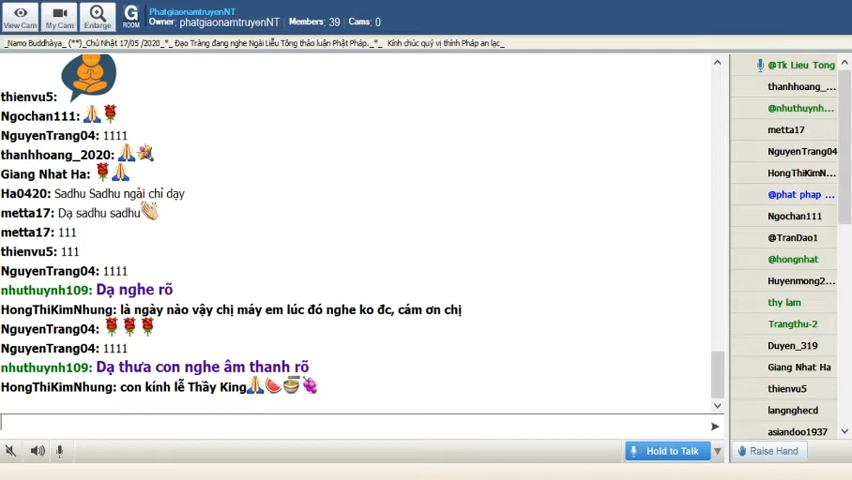 PhatgiaonamtruyenNT
Owner: phatgiaonamtruyenNT Members: 39 Cams: 0
View Cam
My Cam
Enlarge
G
ROOM
_Namo Buddhàya_ (**)_Chủ Nhật 17/05 /2020_*_ Đạo Tràng đang nghe Ngài Liễu Tông thảo luận Phật Pháp._*_ Kính chúc quý vị thính Pháp an lạc_
thienvu5:
Ngochan111:
NguyenTrang04: 1111
thanhhoang_2020:
Giang Nhat Ha:
Ha0420: Sadhu Sadhu ngài chỉ dạy
metta17: Dạ sadhu sadhu
metta17: 111
thienvu5: 111
NguyenTrang04: 1111
nhuthuynh109: Dạ nghe rõ
HongThiKimNhung: là ngày nào vậy chị máy em lúc đó nghe ko đc, cám ơn chị
NguyenTrang04:
NguyenTrang04: 1111
nhuthuynh109: Dạ thưa con nghe âm thanh rõ
HongThiKimNhung: con kính lễ Thầy King
Hold to Talk
@Tk Lieu Tong
thanhhoang_...
@nhuthuynh...
metta17
NguyenTrang04
HongThiKimN...
@phat phap ...
Ngochan111
@TranDao1
@hongnhat
Huyenmong2...
thy lam
Trangthu-2
Duyen_319
Giang Nhat Ha
thienvu5
langnghecd
asiandoo1937
Raise Hand